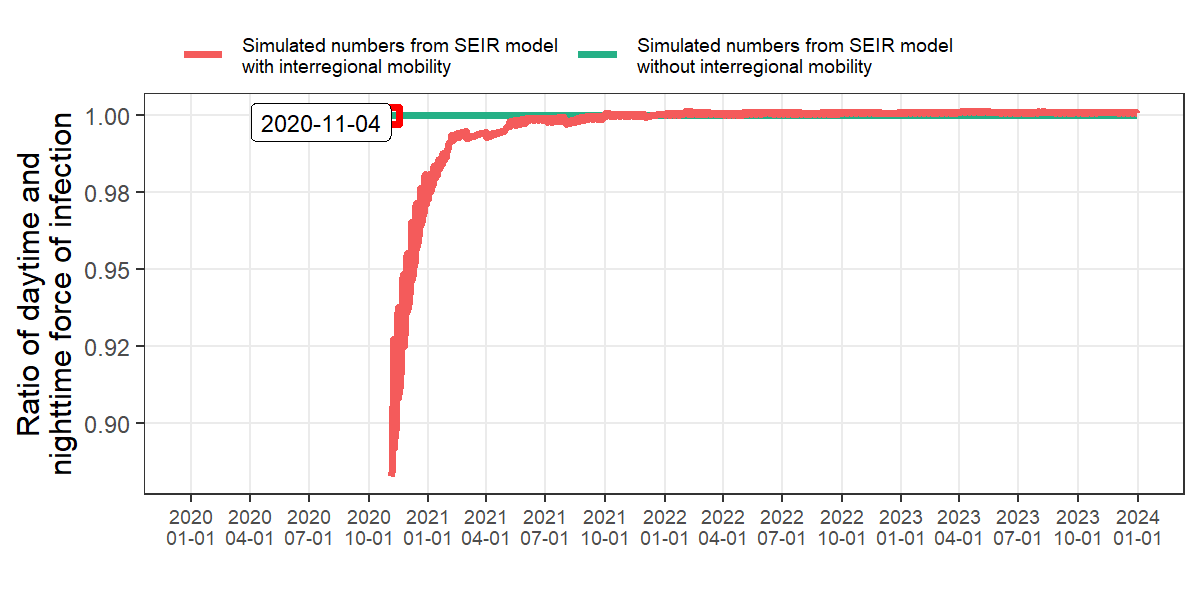 Simulated numbers from SEIR model
with interregional mobility
Simulated numbers from SEIR model
without interregional mobility
Ratio of daytime and
nighttime force of infection
1.00
0.98
0.95
0.92
0.90
2020-11-04
2020 2020 2020 2020 2021 2021 2021 2021 2022 2022 2022 2022 2023 2023 2023 2023 2024
01-01 04-01 07-01 10-01 01-01 04-01 07-01 10-01 01-01 04-01 07-01 10-01 01-01 04-01 07-01 10-01 01-01